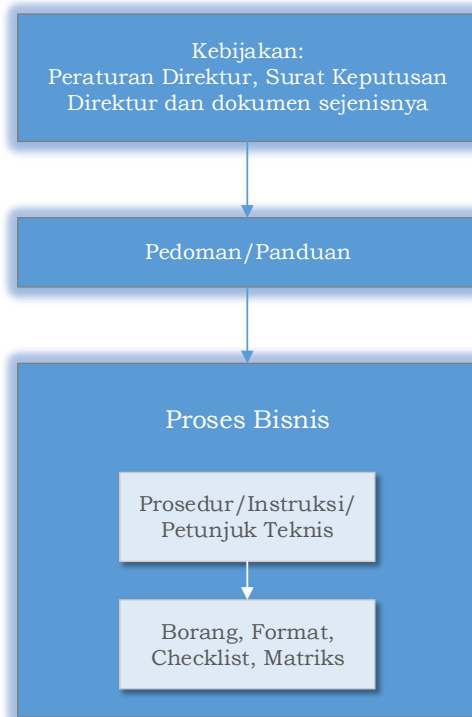 Kebijakan:
Peraturan Direktur, Surat Keputusan
Direktur dan dokumen sejenisnya
Pedoman/Panduan
Proses Bisnis
Prosedur/Instruksi/
Petunjuk Teknis
Borang, Format,
Checklist, Matriks